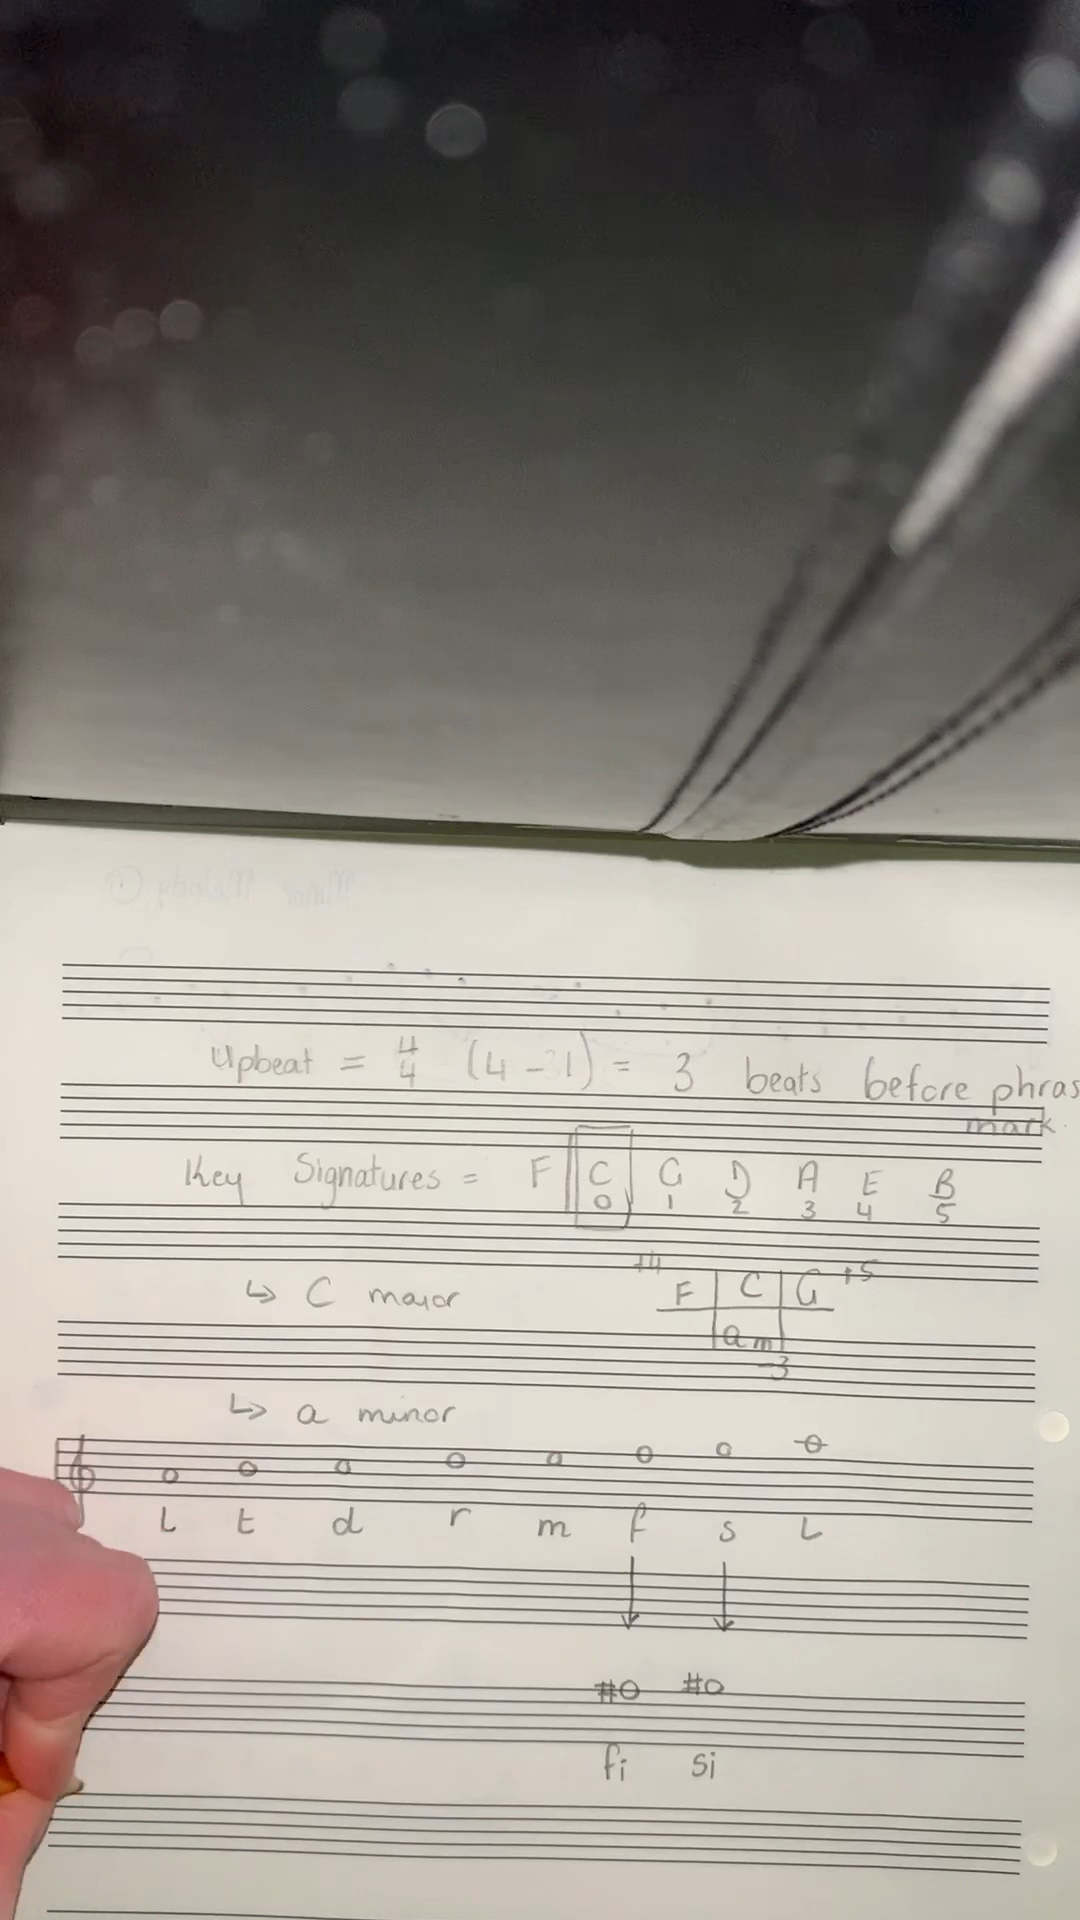 Upbeat = 4/4 (4-1) = 3 beats before phras
mark.
Key Signatures = F C G D A E B
0 1 2 3 4 5
↳ C major
+4 F C G +5
am
-3
↳ a minor
L t d r m f s L
#o #o
fi si